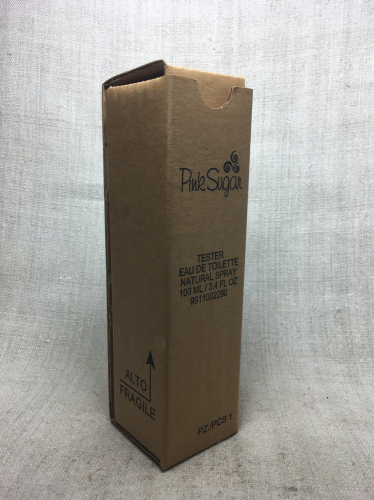 Pink Sugar
TESTER
EAU DE TOILETTE
NATURAL SPRAY
100 ML / 3.4 FL OZ
9911002290
PZ./PCS 1
ALTO
FRAGILE